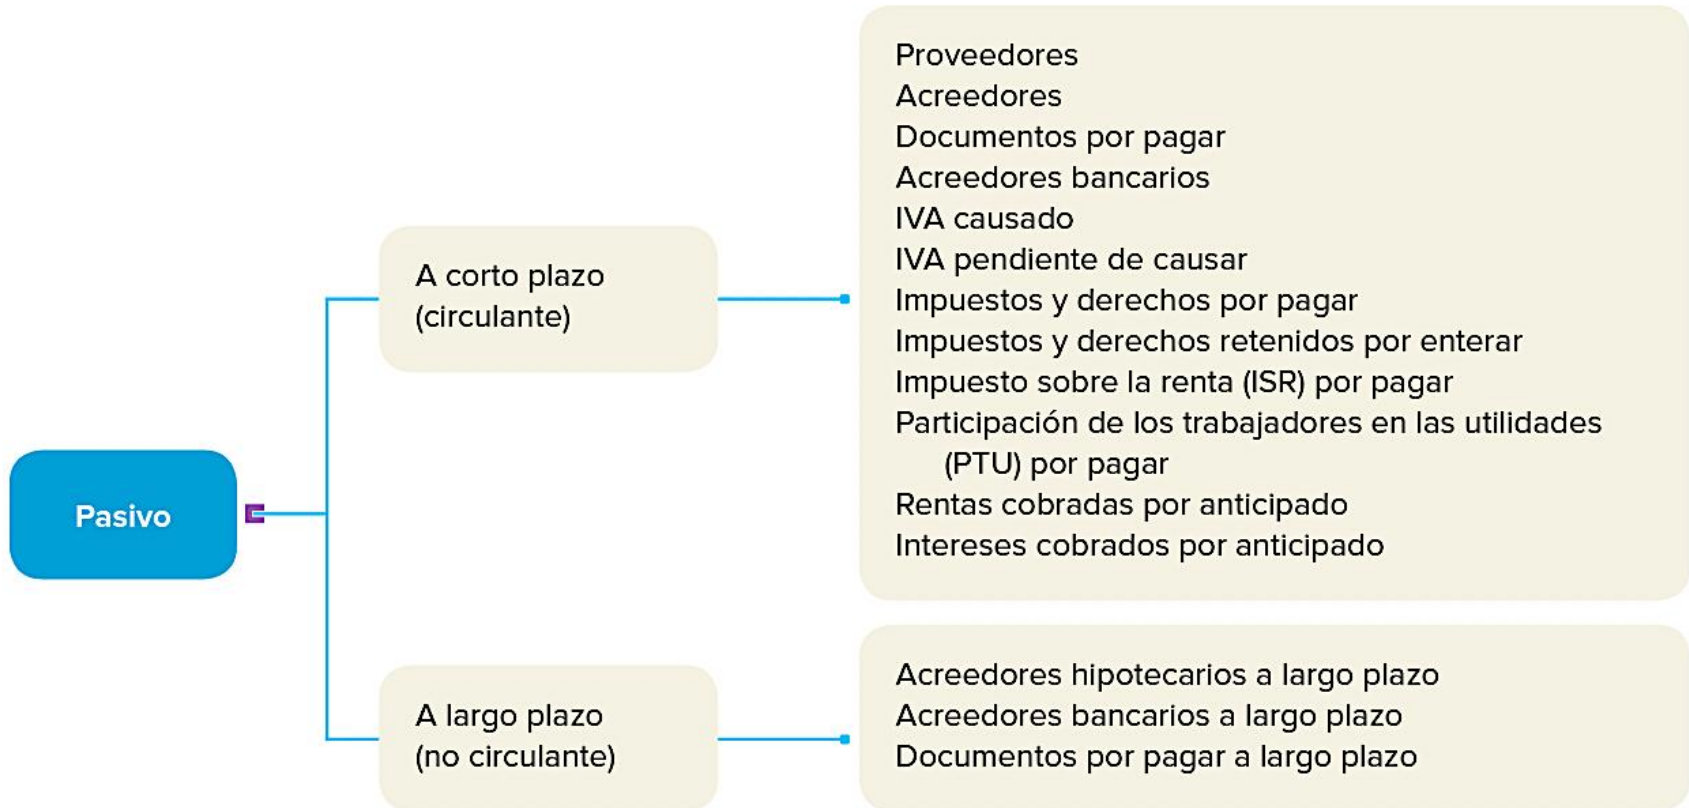 Pasivo
A corto plazo
(circulante)
Proveedores
Acreedores
Documentos por pagar
Acreedores bancarios
IVA causado
IVA pendiente de causar
Impuestos y derechos por pagar
Impuestos y derechos retenidos por enterar
Impuesto sobre la renta (ISR) por pagar
Participación de los trabajadores en las utilidades
(PTU) por pagar
Rentas cobradas por anticipado
Intereses cobrados por anticipado
A largo plazo
(no circulante)
Acreedores hipotecarios a largo plazo
Acreedores bancarios a largo plazo
Documentos por pagar a largo plazo